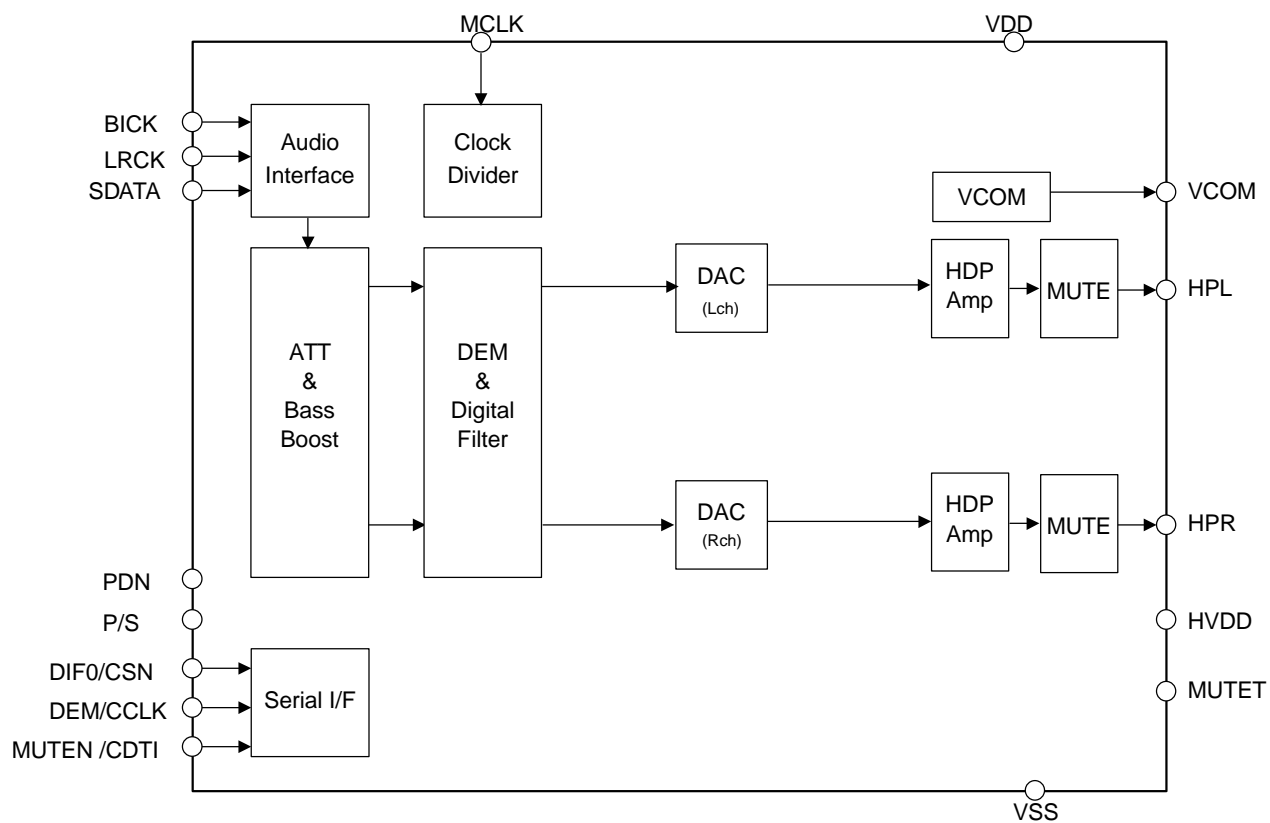 MCLK
VDD
BICK
LRCK
SDATA
Audio
Interface
Clock
Divider
VCOM
VCOM
ATT
&
Bass
Boost
DEM
&
Digital
Filter
DAC
(Lch)
HDP
Amp
MUTE
HPL
DAC
(Rch)
HDP
Amp
MUTE
HPR
PDN
P/S
HVDD
DIF0/CSN
DEM/CCLK
MUTEN /CDTI
Serial I/F
MUTET
VSS